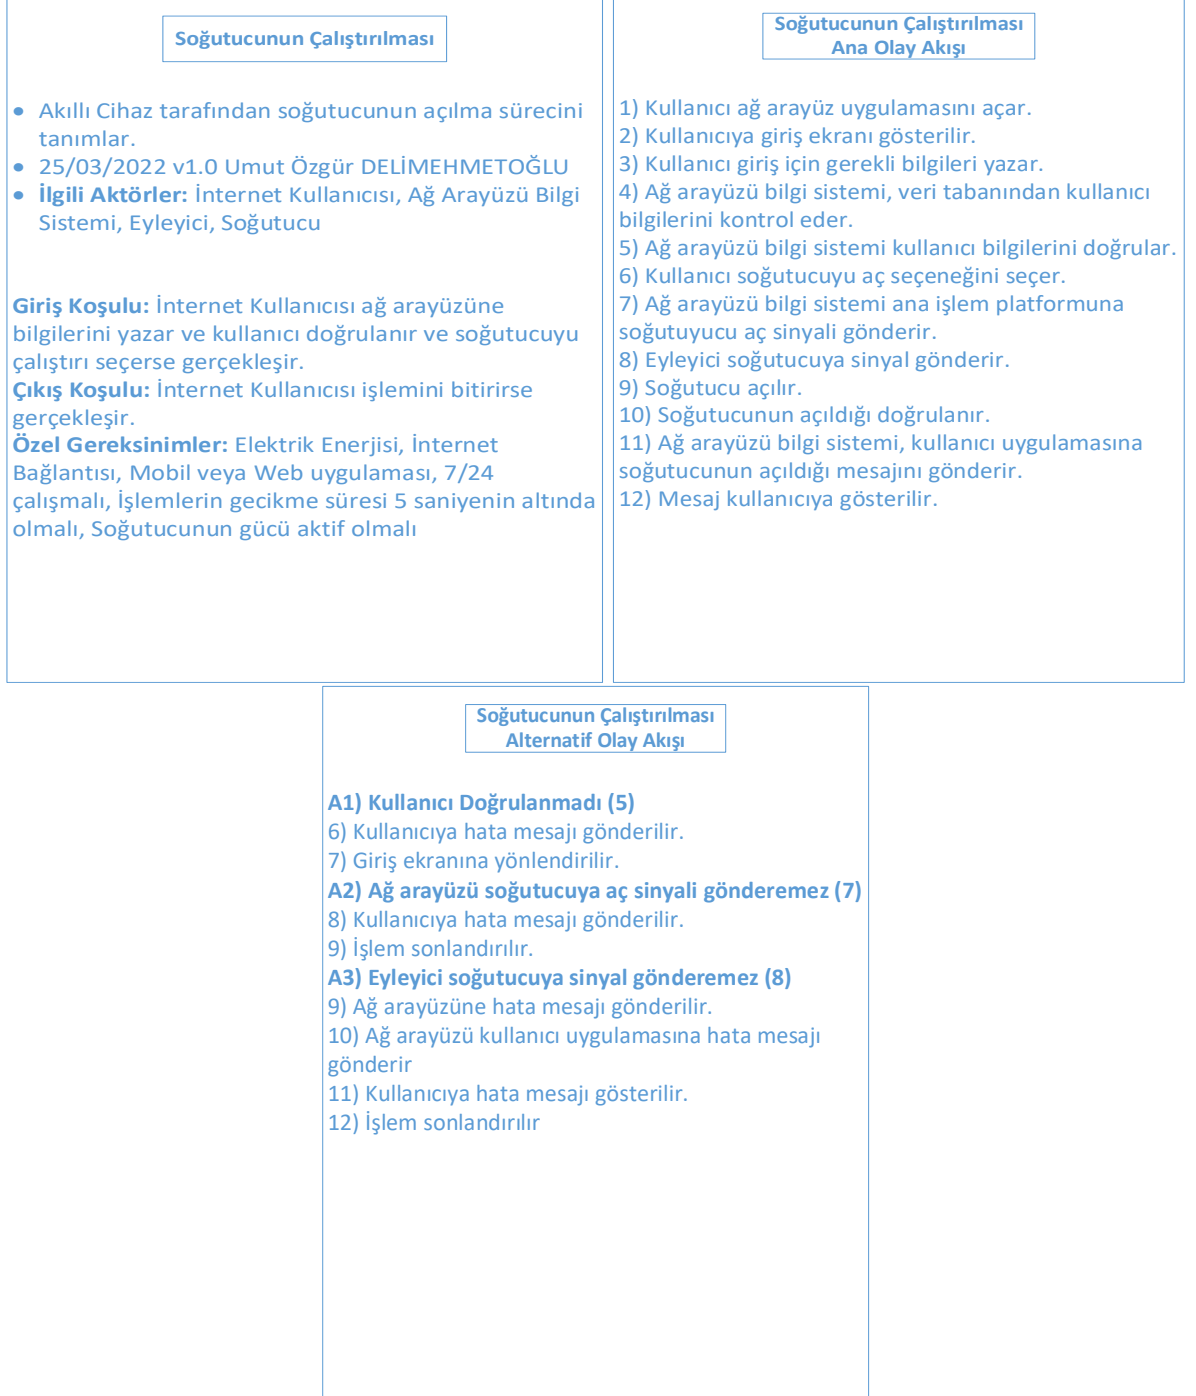 Soğutucunun Çalıştırılması
• Akıllı Cihaz tarafından soğutucunun açılma sürecini
tanımlar.
• 25/03/2022 v1.0 Umut Özgür DELİMEHMETOĞLU
• İlgili Aktörler: İnternet Kullanıcısı, Ağ Arayüzü Bilgi
Sistemi, Eyleyici, Soğutucu
Giriş Koşulu: İnternet Kullanıcısı ağ arayüzüne
bilgilerini yazar ve kullanıcı doğrulanır ve soğutucuyu
çalıştırı seçerse gerçekleşir.
Çıkış Koşulu: İnternet Kullanıcısı işlemini bitirirse
gerçekleşir.
Özel Gereksinimler: Elektrik Enerjisi, İnternet
Bağlantısı, Mobil veya Web uygulaması, 7/24
çalışmalı, İşlemlerin gecikme süresi 5 saniyenin altında
olmalı, Soğutucunun gücü aktif olmalı
Soğutucunun Çalıştırılması
Ana Olay Akışı
1) Kullanıcı ağ arayüz uygulamasını açar.
2) Kullanıcıya giriş ekranı gösterilir.
3) Kullanıcı giriş için gerekli bilgileri yazar.
4) Ağ arayüzü bilgi sistemi, veri tabanından kullanıcı
bilgilerini kontrol eder.
5) Ağ arayüzü bilgi sistemi kullanıcı bilgilerini doğrular.
6) Kullanıcı soğutucuyu aç seçeneğini seçer.
7) Ağ arayüzü bilgi sistemi ana işlem platformuna
soğutuyucu aç sinyali gönderir.
8) Eyleyici soğutucuya sinyal gönderir.
9) Soğutucu açılır.
10) Soğutucunun açıldığı doğrulanır.
11) Ağ arayüzü bilgi sistemi, kullanıcı uygulamasına
soğutucunun açıldığı mesajını gönderir.
12) Mesaj kullanıcıya gösterilir.
Soğutucunun Çalıştırılması
Alternatif Olay Akışı
A1) Kullanıcı Doğrulanmadı (5)
6) Kullanıcıya hata mesajı gönderilir.
7) Giriş ekranına yönlendirilir.
A2) Ağ arayüzü soğutucuya aç sinyali gönderemez (7)
8) Kullanıcıya hata mesajı gönderilir.
9) İşlem sonlandırılır.
A3) Eyleyici soğutucuya sinyal gönderemez (8)
9) Ağ arayüzüne hata mesajı gönderilir.
10) Ağ arayüzü kullanıcı uygulamasına hata mesajı
gönderir
11) Kullanıcıya hata mesajı gösterilir.
12) İşlem sonlandırılır